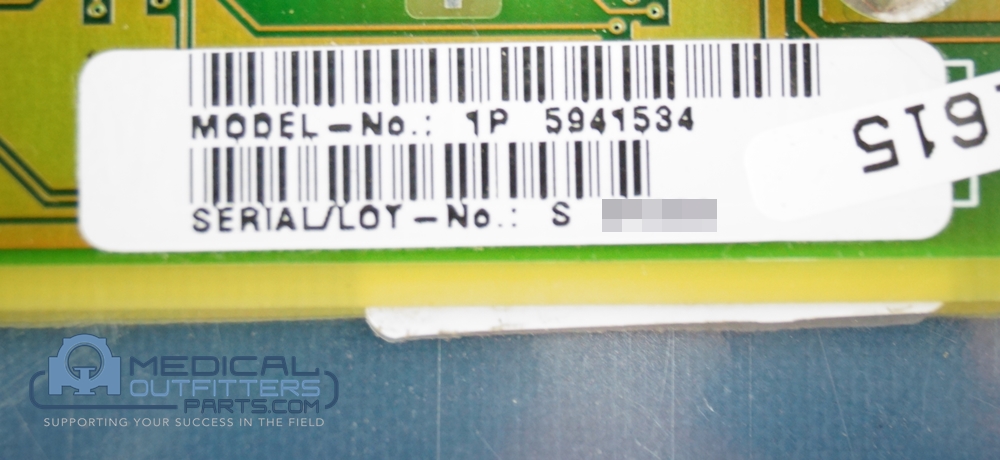 MODEL-No.: 1P 5941534
SERIAL/LOT-No.: S
615
MEDICAL
OUTFITTERS
PARTS.COM
SUPPORTING YOUR SUCCESS IN THE FIELD